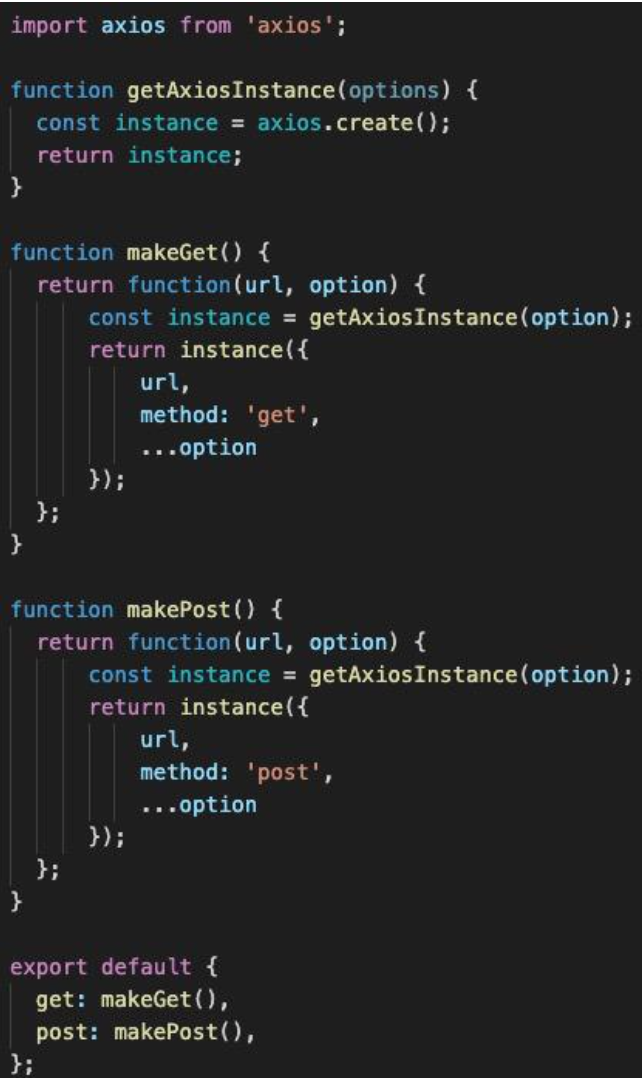 import axios from 'axios';
function getAxiosInstance(options) {
const instance = axios.create();
return instance;
}
function makeGet() {
return function(url, option) {
const instance = getAxiosInstance(option);
return instance({
url,
method: 'get',
...option
});
};
}
function makePost() {
return function(url, option) {
const instance = getAxiosInstance(option);
return instance({
url,
method: 'post',
...option
});
};
}
export default {
get: makeGet(),
post: makePost(),
};